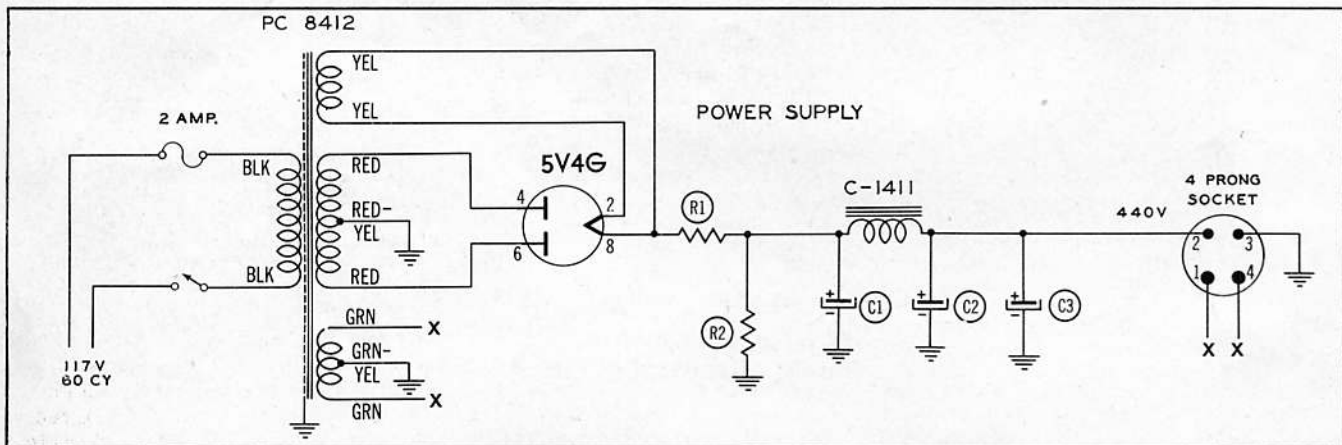 PC 8412
YEL
YEL
POWER SUPPLY
2 AMP.
BLK
BLK
RED
RED-
YEL
RED
5V4G
4
6
2
8
R1
R2
C-1411
+
-
C1
+
-
C2
+
-
C3
440V
4 PRONG
SOCKET
2
3
1
4
X X
GRN
X
GRN-
YEL
GRN
X
117V
60 CY